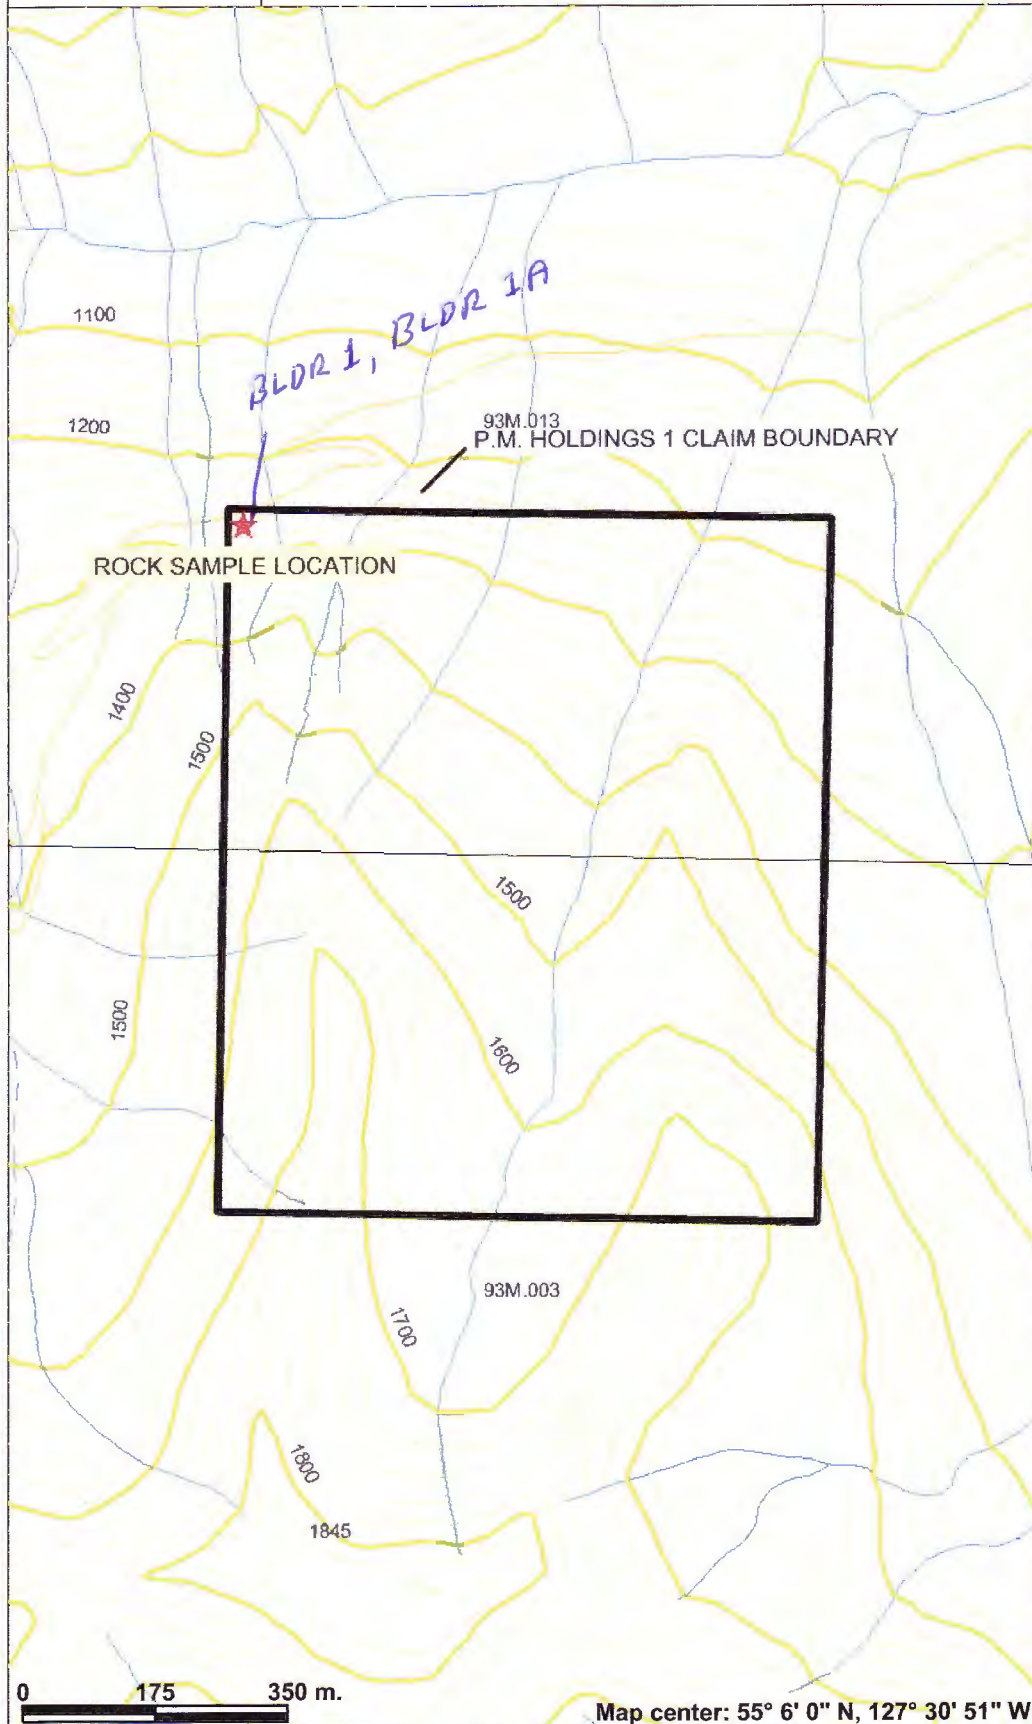 1100
BLDR 1, BLDR 1A
1200
93M.013
P.M. HOLDINGS 1 CLAIM BOUNDARY
ROCK SAMPLE LOCATION
1400
1500
1500
1500
1600
93M.003
1700
1800
1845
0 175 350 m.
Map center: 55° 6' 0" N, 127° 30' 51" W